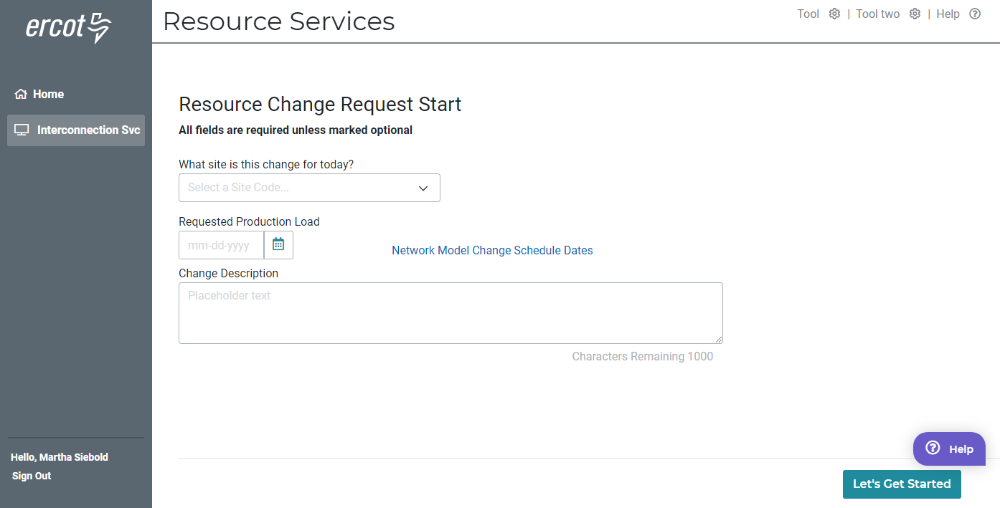 ercot
Resource Services
Tool | Tool two | Help
Home
Interconnection Svc
Resource Change Request Start
All fields are required unless marked optional
What site is this change for today?
Select a Site Code...
Requested Production Load
mm-dd-yyyy
Network Model Change Schedule Dates
Change Description
Placeholder text
Characters Remaining 1000
Hello, Martha Siebold
Sign Out
Help
Let's Get Started